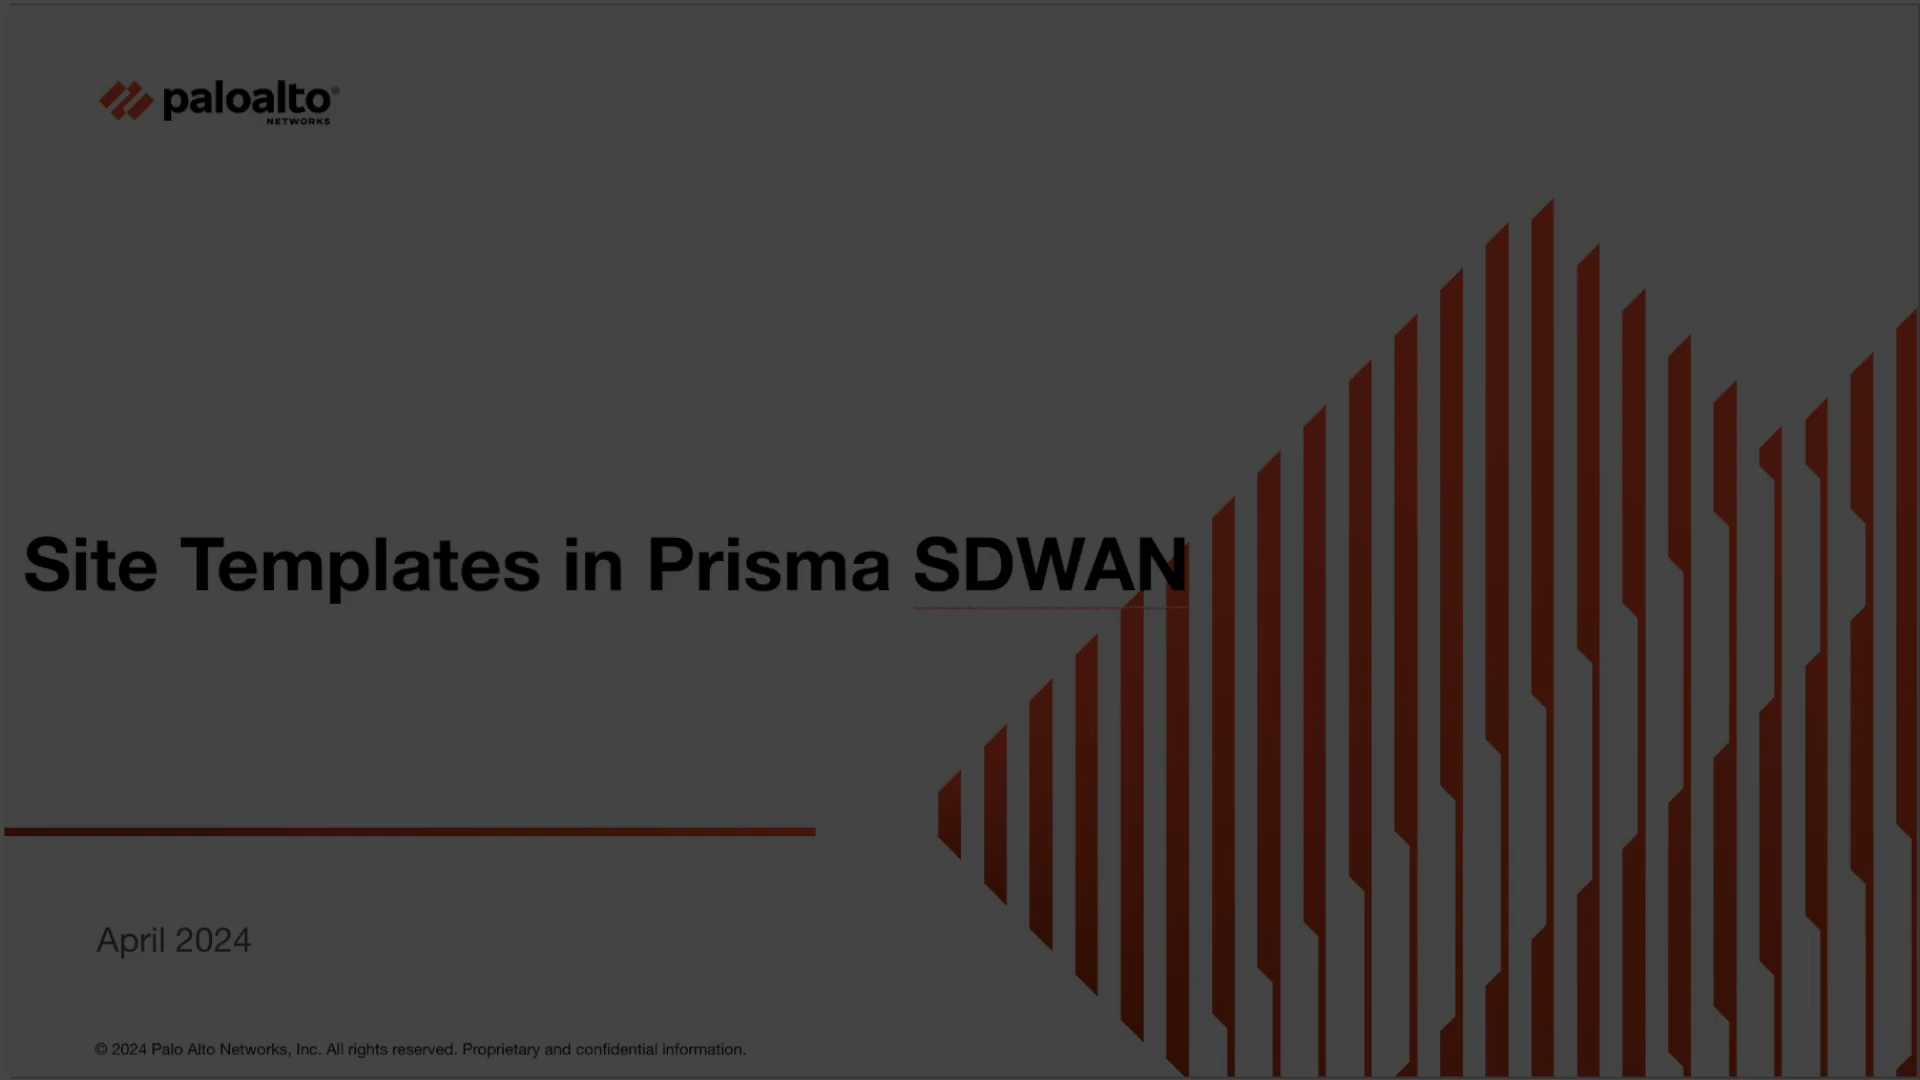 paloalto®
NETWORKS
Site Templates in Prisma SDWAN
April 2024
© 2024 Palo Alto Networks, Inc. All rights reserved. Proprietary and confidential information.